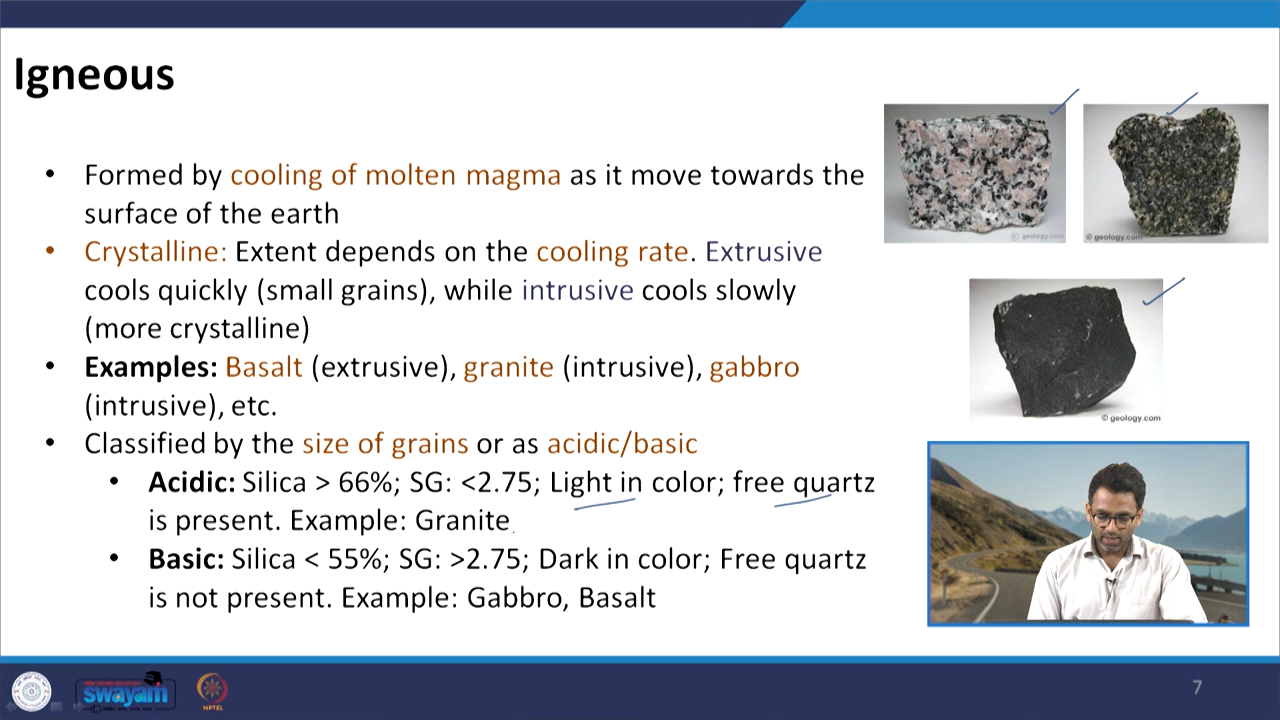 Igneous
• Formed by cooling of molten magma as it move towards the
surface of the earth
• Crystalline: Extent depends on the cooling rate. Extrusive
cools quickly (small grains), while intrusive cools slowly
(more crystalline)
• Examples: Basalt (extrusive), granite (intrusive), gabbro
(intrusive), etc.
• Classified by the size of grains or as acidic/basic
• Acidic: Silica > 66%; SG: <2.75; Light in color; free quartz
is present. Example: Granite
• Basic: Silica < 55%; SG: >2.75; Dark in color; Free quartz
is not present. Example: Gabbro, Basalt
© geology.com
© geology.com
© geology.com
swayam
NPTEL
7